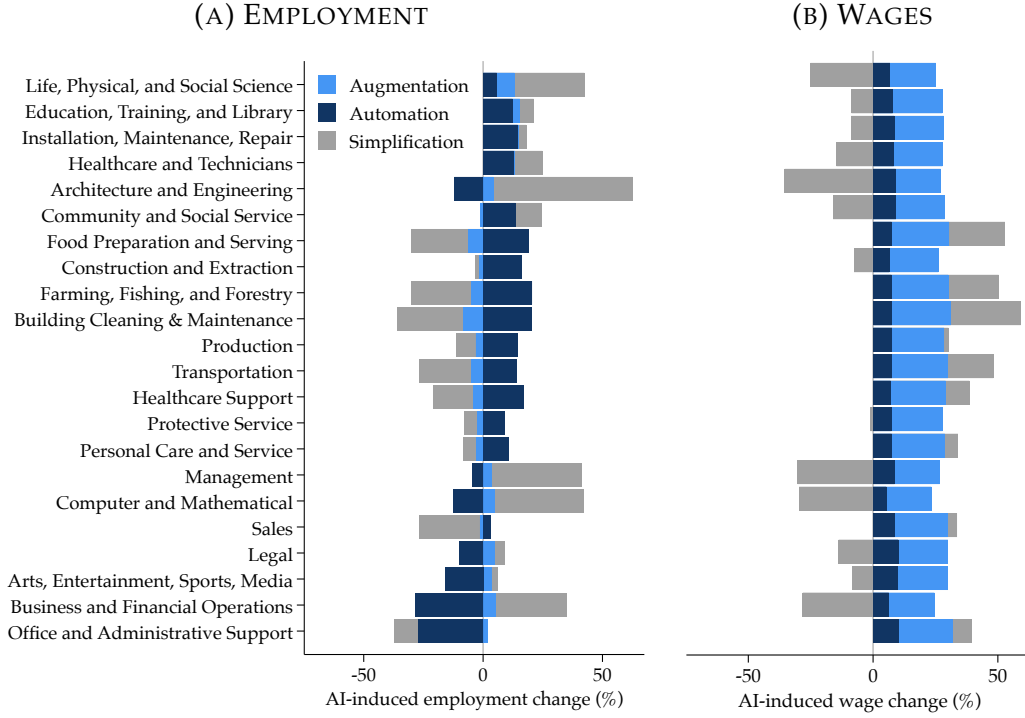 (A) EMPLOYMENT
(B) WAGES
Augmentation
Automation
Simplification
Life, Physical, and Social Science
Education, Training, and Library
Installation, Maintenance, Repair
Healthcare and Technicians
Architecture and Engineering
Community and Social Service
Food Preparation and Serving
Construction and Extraction
Farming, Fishing, and Forestry
Building Cleaning & Maintenance
Production
Transportation
Healthcare Support
Protective Service
Personal Care and Service
Management
Computer and Mathematical
Sales
Legal
Arts, Entertainment, Sports, Media
Business and Financial Operations
Office and Administrative Support
-50 0 50
AI-induced employment change (%)
-50 0 50
AI-induced wage change (%)